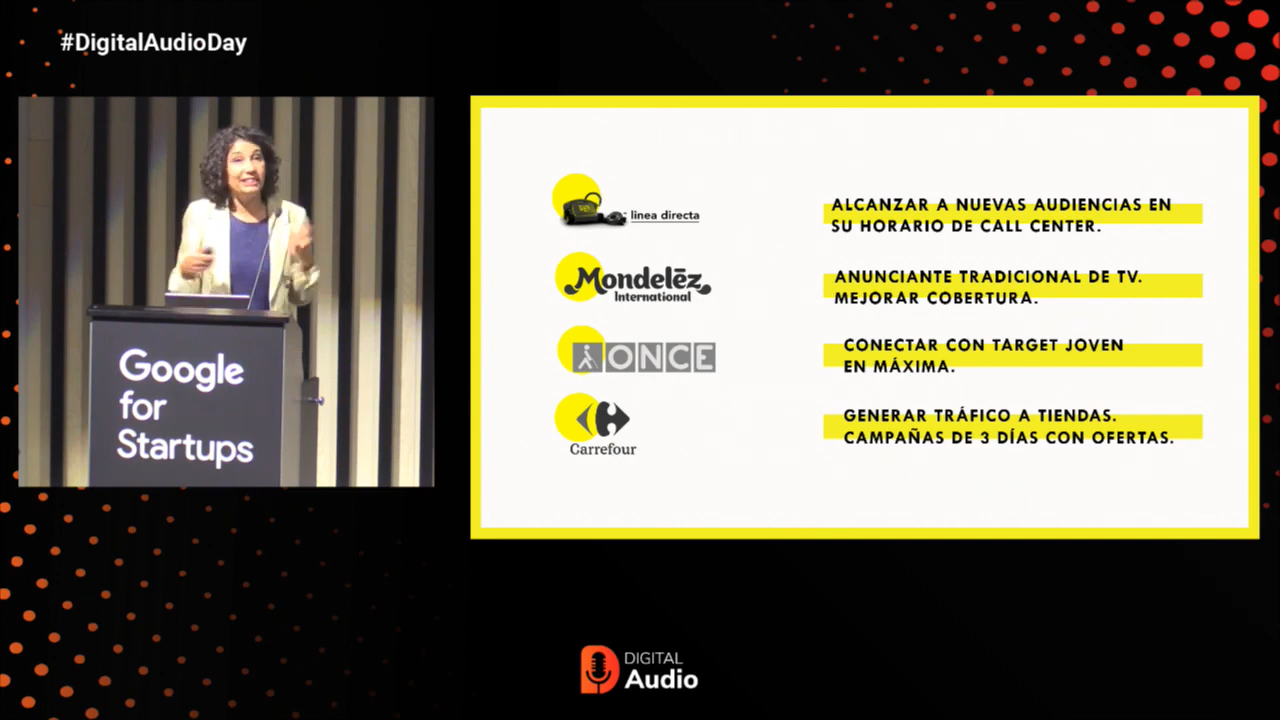 #DigitalAudioDay
Google
for
Startups
linea directa
ALCANZAR A NUEVAS AUDIENCIAS EN
SU HORARIO DE CALL CENTER.
Mondelēz
International
ANUNCIANTE TRADICIONAL DE TV.
MEJORAR COBERTURA.
ONCE
CONECTAR CON TARGET JOVEN
EN MÁXIMA.
Carrefour
GENERAR TRÁFICO A TIENDAS.
CAMPAÑAS DE 3 DÍAS CON OFERTAS.
DIGITAL
Audio